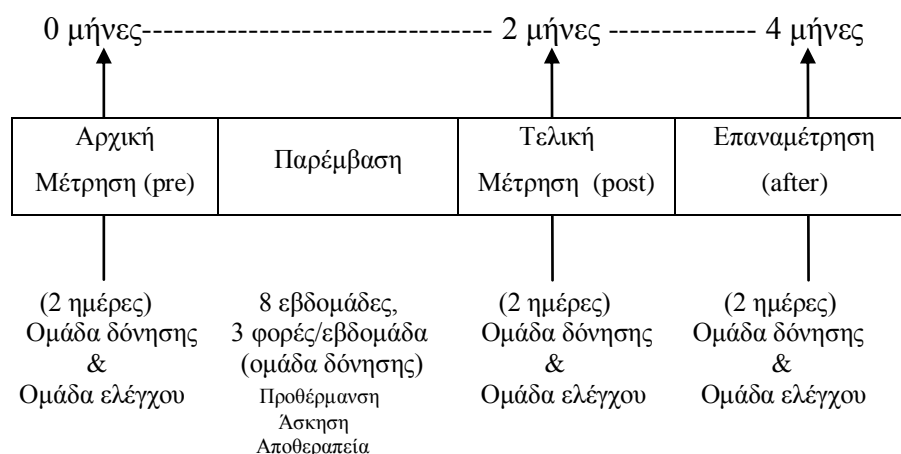 0 μήνες--------------------------------- 2 μήνες -------------- 4 μήνες
Αρχική
Μέτρηση (pre)
Παρέμβαση
Τελική
Μέτρηση (post)
Επαναμέτρηση
(after)
(2 ημέρες)
Ομάδα δόνησης
&
Ομάδα ελέγχου
8 εβδομάδες,
3 φορές/εβδομάδα
(ομάδα δόνησης)
Προθέρμανση
Άσκηση
Αποθεραπεία
(2 ημέρες)
Ομάδα δόνησης
&
Ομάδα ελέγχου
(2 ημέρες)
Ομάδα δόνησης
&
Ομάδα ελέγχου